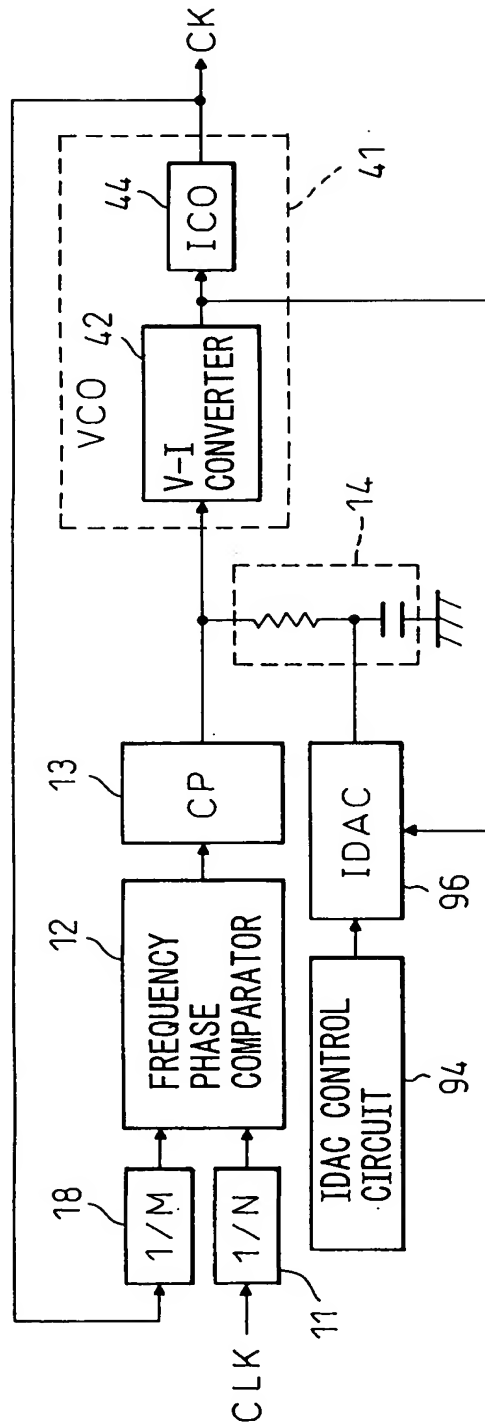 CLK
1/N
11
1/M
18
FREQUENCY
PHASE
COMPARATOR
12
CP
13
14
VCO
V-I
CONVERTER
42
ICO
44
41
CK
IDAC CONTROL
CIRCUIT
94
IDAC
96